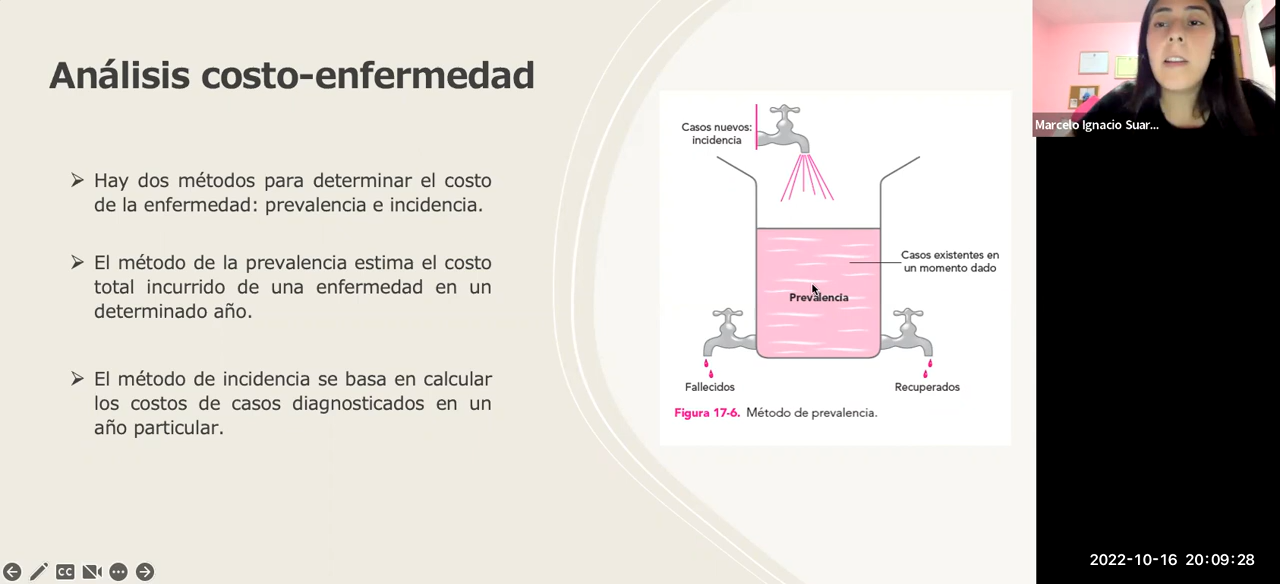 Análisis costo-enfermedad
Hay dos métodos para determinar el costo
de la enfermedad: prevalencia e incidencia.
El método de la prevalencia estima el costo
total incurrido de una enfermedad en un
determinado año.
El método de incidencia se basa en calcular
los costos de casos diagnosticados en un
año particular.
Casos nuevos:
incidencia
Casos existentes en
un momento dado
Prevalencia
Fallecidos
Recuperados
Figura 17-6. Método de prevalencia.
Marcelo Ignacio Suar...
CC
2022-10-16 20:09:28